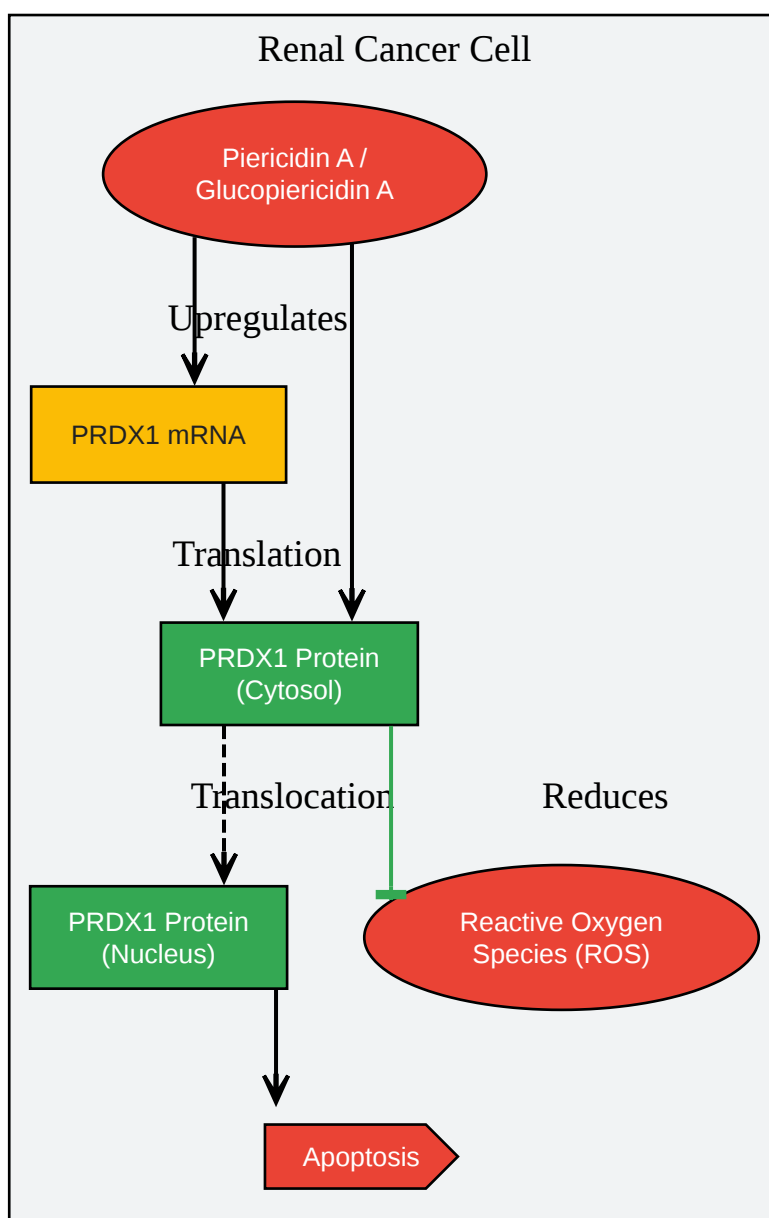 Renal Cancer Cell
Piericidin A /
Glucopiericidin A
Upregulates
PRDX1 mRNA
Translation
PRDX1 Protein
(Cytosol)
Translocation
Reduces
PRDX1 Protein
(Nucleus)
Reactive Oxygen
Species (ROS)
Apoptosis